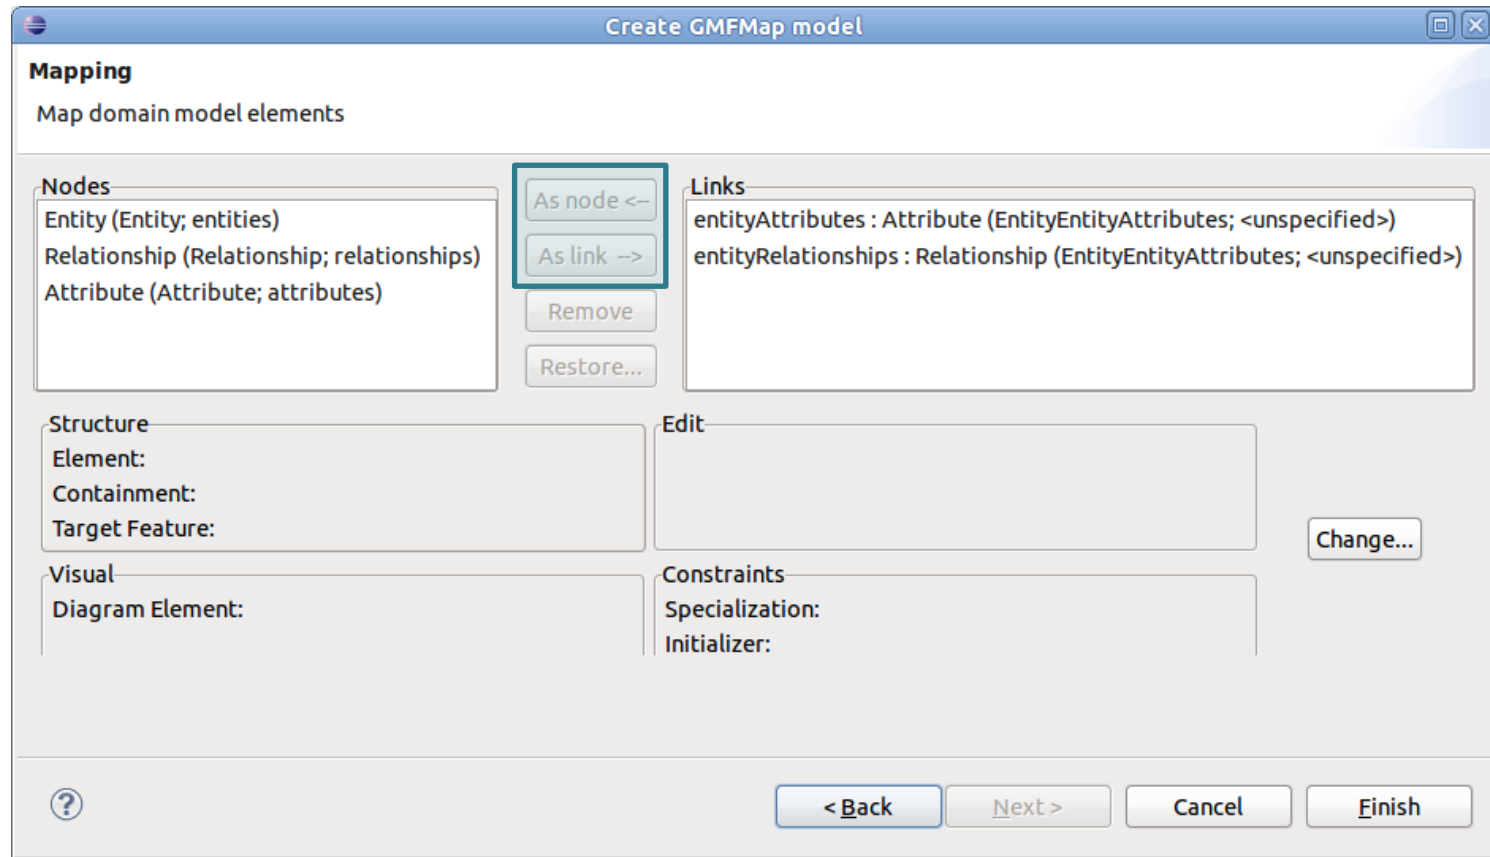 Create GMFMap model
Mapping
Map domain model elements
Nodes
Entity (Entity; entities)
Relationship (Relationship; relationships)
Attribute (Attribute; attributes)
As node <--
As link -->
Remove
Restore...
Links
entityAttributes : Attribute (EntityEntityAttributes; <unspecified>)
entityRelationships : Relationship (EntityEntityAttributes; <unspecified>)
Structure
Element:
Containment:
Target Feature:
Edit
Change...
Visual
Diagram Element:
Constraints
Specialization:
Initializer:
?
< Back
Next >
Cancel
Finish